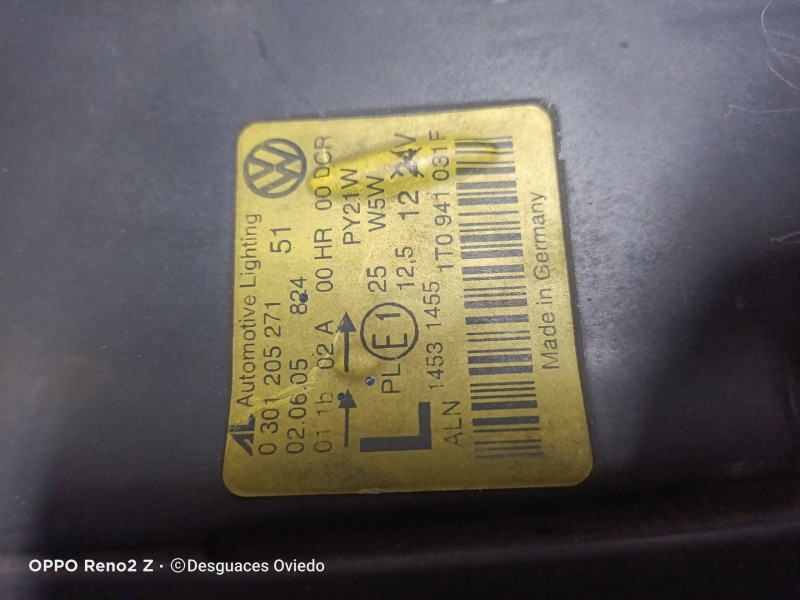 AL Automotive Lighting
0 301 205 271 51
02.06.05 824
01 1b 02 A 00 HR 00 DCR
PY21W
L PL E1 25 W5W
12,5 12 24V
1453 1455
ALN 1T0 941 031 F
Made in Germany
OPPO Reno2 Z · ©Desguaces Oviedo